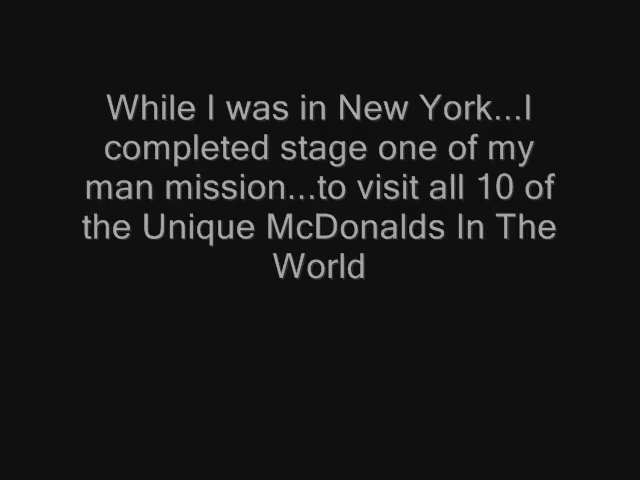 While I was in New York...I
completed stage one of my
man mission...to visit all 10 of
the Unique McDonalds In The
World